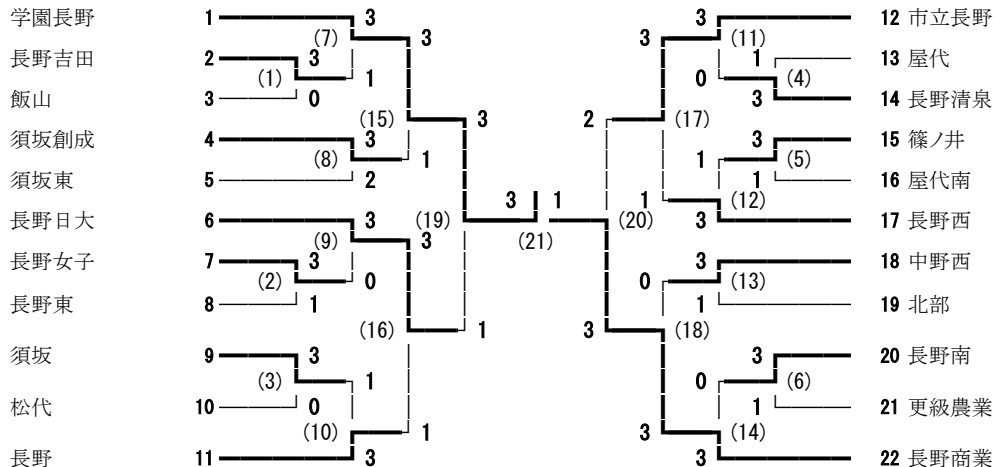 学園長野 1 3 3 12 市立長野
(7) 3 3 (11)
長野吉田 2 3 1 13 屋代
(1) 1 0 (4)
飯山 3 0 3 14 長野清泉
(15) 3 2 (17)
須坂創成 4 3 3 15 篠ノ井
(8) 1 1 (5)
須坂東 5 2 1 16 屋代南
3 1 1 (12)
長野日大 6 3 (19) (20) 3 17 長野西
(9) 3 (21)
長野女子 7 3 3 18 中野西
(2) 0 0 (13)
長野東 8 1 1 19 北部
(16) 1 3 (18)
須坂 9 3 3 20 長野南
(3) 1 0 (6)
松代 10 0 1 21 更級農業
(10) 1 3 (14)
長野 11 3 3 22 長野商業